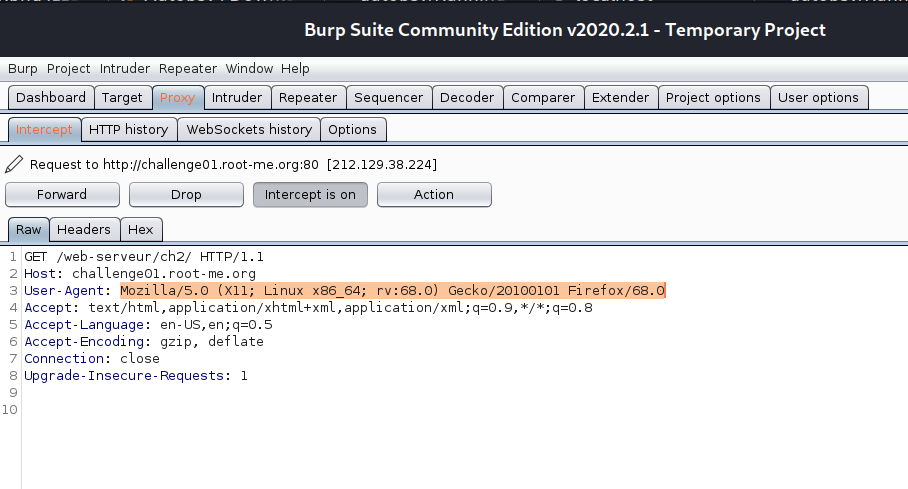 Burp Suite Community Edition v2020.2.1 - Temporary Project
Burp Project Intruder Repeater Window Help
Dashboard Target Proxy Intruder Repeater Sequencer Decoder Comparer Extender Project options User options
Intercept HTTP history WebSockets history Options
Request to http://challenge01.root-me.org:80 [212.129.38.224]
Forward Drop Intercept is on Action
Raw Headers Hex
1 GET /web-serveur/ch2/ HTTP/1.1
2 Host: challenge01.root-me.org
3 User-Agent: Mozilla/5.0 (X11; Linux x86_64; rv:68.0) Gecko/20100101 Firefox/68.0
4 Accept: text/html,application/xhtml+xml,application/xml;q=0.9,*/*;q=0.8
5 Accept-Language: en-US,en;q=0.5
6 Accept-Encoding: gzip, deflate
7 Connection: close
8 Upgrade-Insecure-Requests: 1
9
10